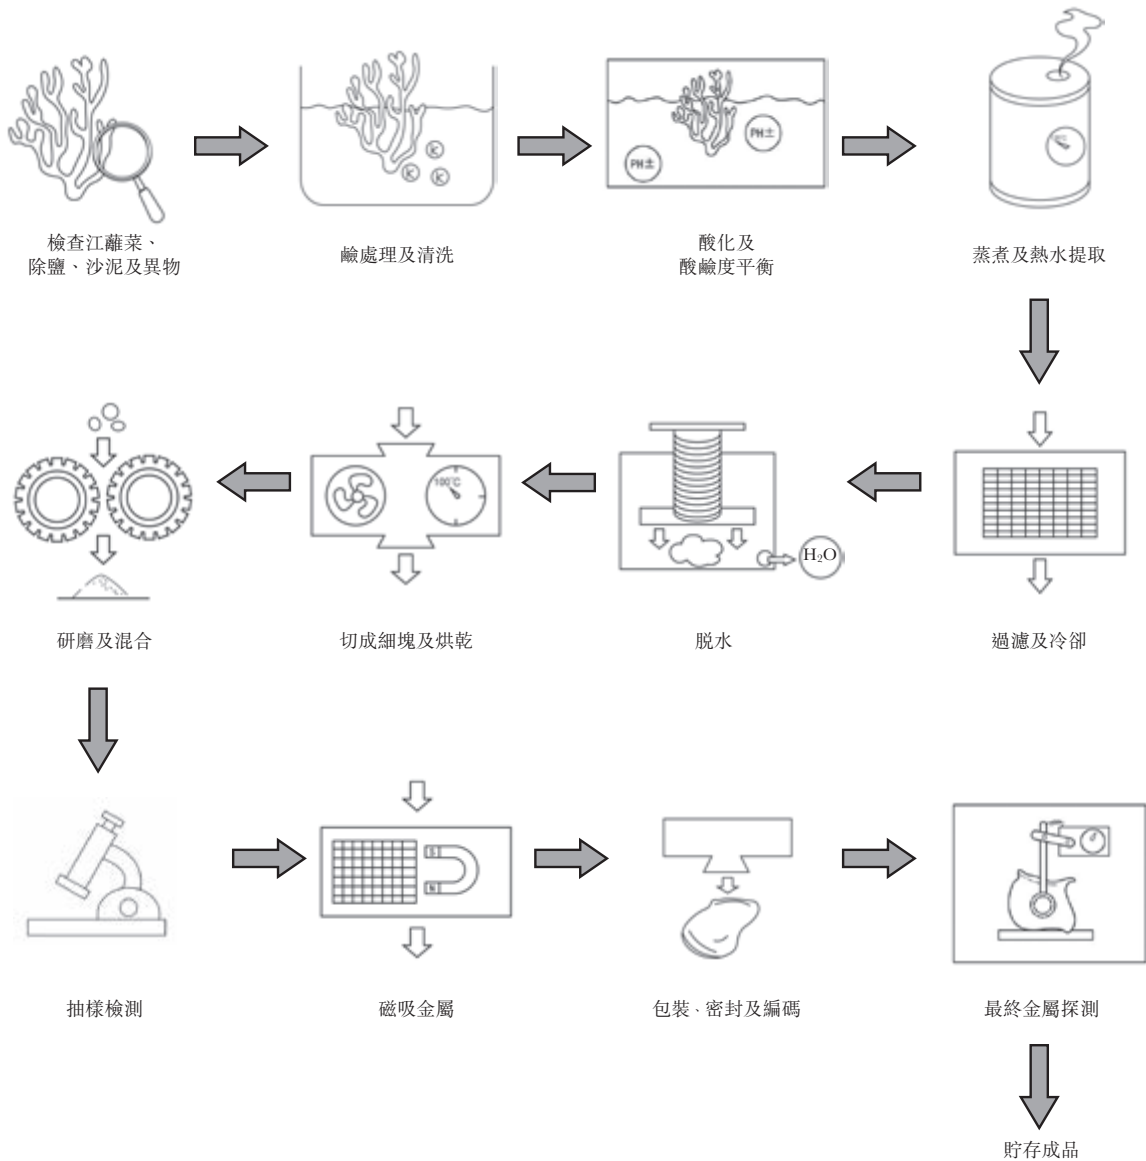 K
K
K
PH±
PH±
°C
檢查江蘺菜、
除鹽、沙泥及異物
鹼處理及清洗
酸化及
酸鹼度平衡
蒸煮及熱水提取
100°C
H₂O
研磨及混合
切成細塊及烘乾
脫水
過濾及冷卻
S
N
抽樣檢測
磁吸金屬
包裝、密封及編碼
最終金屬探測
貯存成品